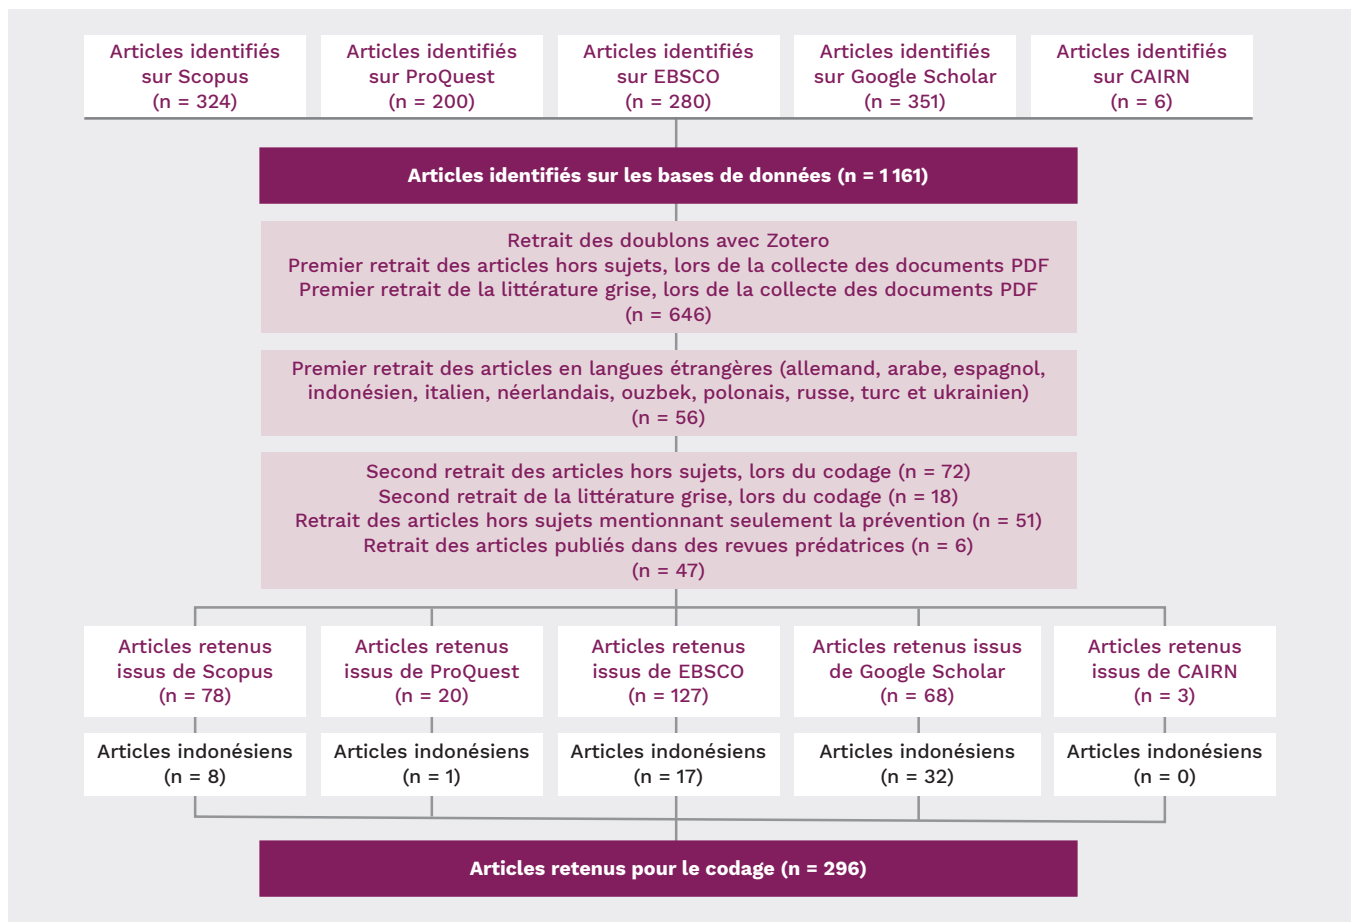 Articles identifiés
sur Scopus
(n = 324)
Articles identifiés
sur ProQuest
(n = 200)
Articles identifiés
sur EBSCO
(n = 280)
Articles identifiés
sur Google Scholar
(n = 351)
Articles identifiés
sur CAIRN
(n = 6)
Articles identifiés sur les bases de données (n = 1 161)
Retrait des doublons avec Zotero
Premier retrait des articles hors sujets, lors de la collecte des documents PDF
Premier retrait de la littérature grise, lors de la collecte des documents PDF
(n = 646)
Premier retrait des articles en langues étrangères (allemand, arabe, espagnol,
indonésien, italien, néerlandais, ouzbek, polonais, russe, turc et ukrainien)
(n = 56)
Second retrait des articles hors sujets, lors du codage (n = 72)
Second retrait de la littérature grise, lors du codage (n = 18)
Retrait des articles hors sujets mentionnant seulement la prévention (n = 51)
Retrait des articles publiés dans des revues prédatrices (n = 6)
(n = 47)
Articles retenus
issus de Scopus
(n = 78)
Articles retenus
issus de ProQuest
(n = 20)
Articles retenus
issus de EBSCO
(n = 127)
Articles retenus issus
de Google Scholar
(n = 68)
Articles retenus
issus de CAIRN
(n = 3)
Articles indonésiens
(n = 8)
Articles indonésiens
(n = 1)
Articles indonésiens
(n = 17)
Articles indonésiens
(n = 32)
Articles indonésiens
(n = 0)
Articles retenus pour le codage (n = 296)